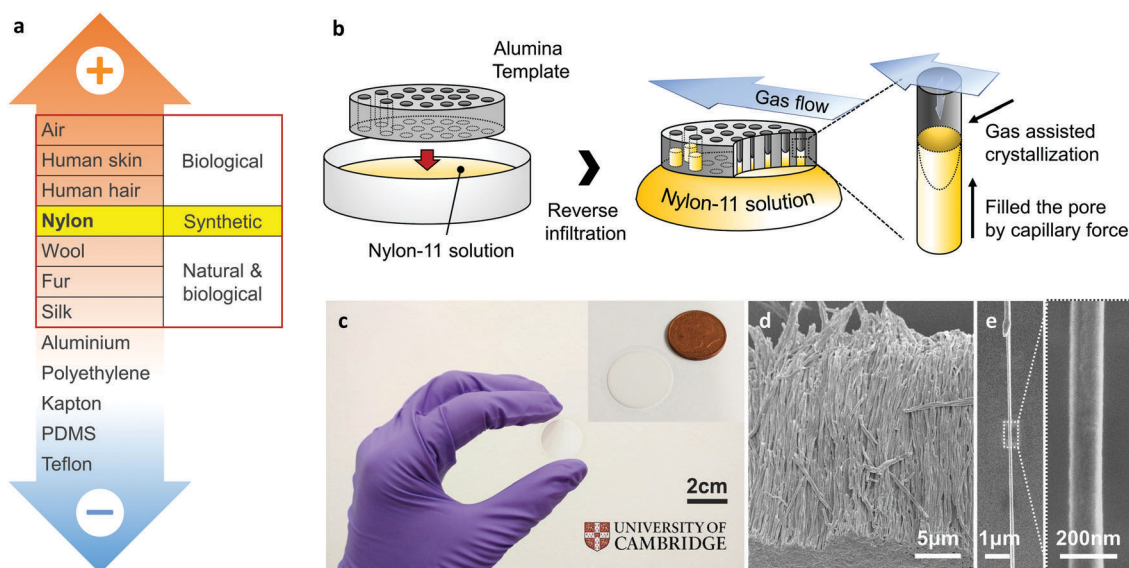 a
+
Air
Human skin
Human hair
Biological
Nylon
Synthetic
Wool
Fur
Silk
Natural &
biological
Aluminium
Polyethylene
Kapton
PDMS
Teflon
−
b
Alumina
Template
Nylon-11 solution
Reverse
infiltration
Gas flow
Nylon-11 solution
Gas assisted
crystallization
Filled the pore
by capillary force
c
2cm
UNIVERSITY OF
CAMBRIDGE
d
5μm
e
1μm
200nm